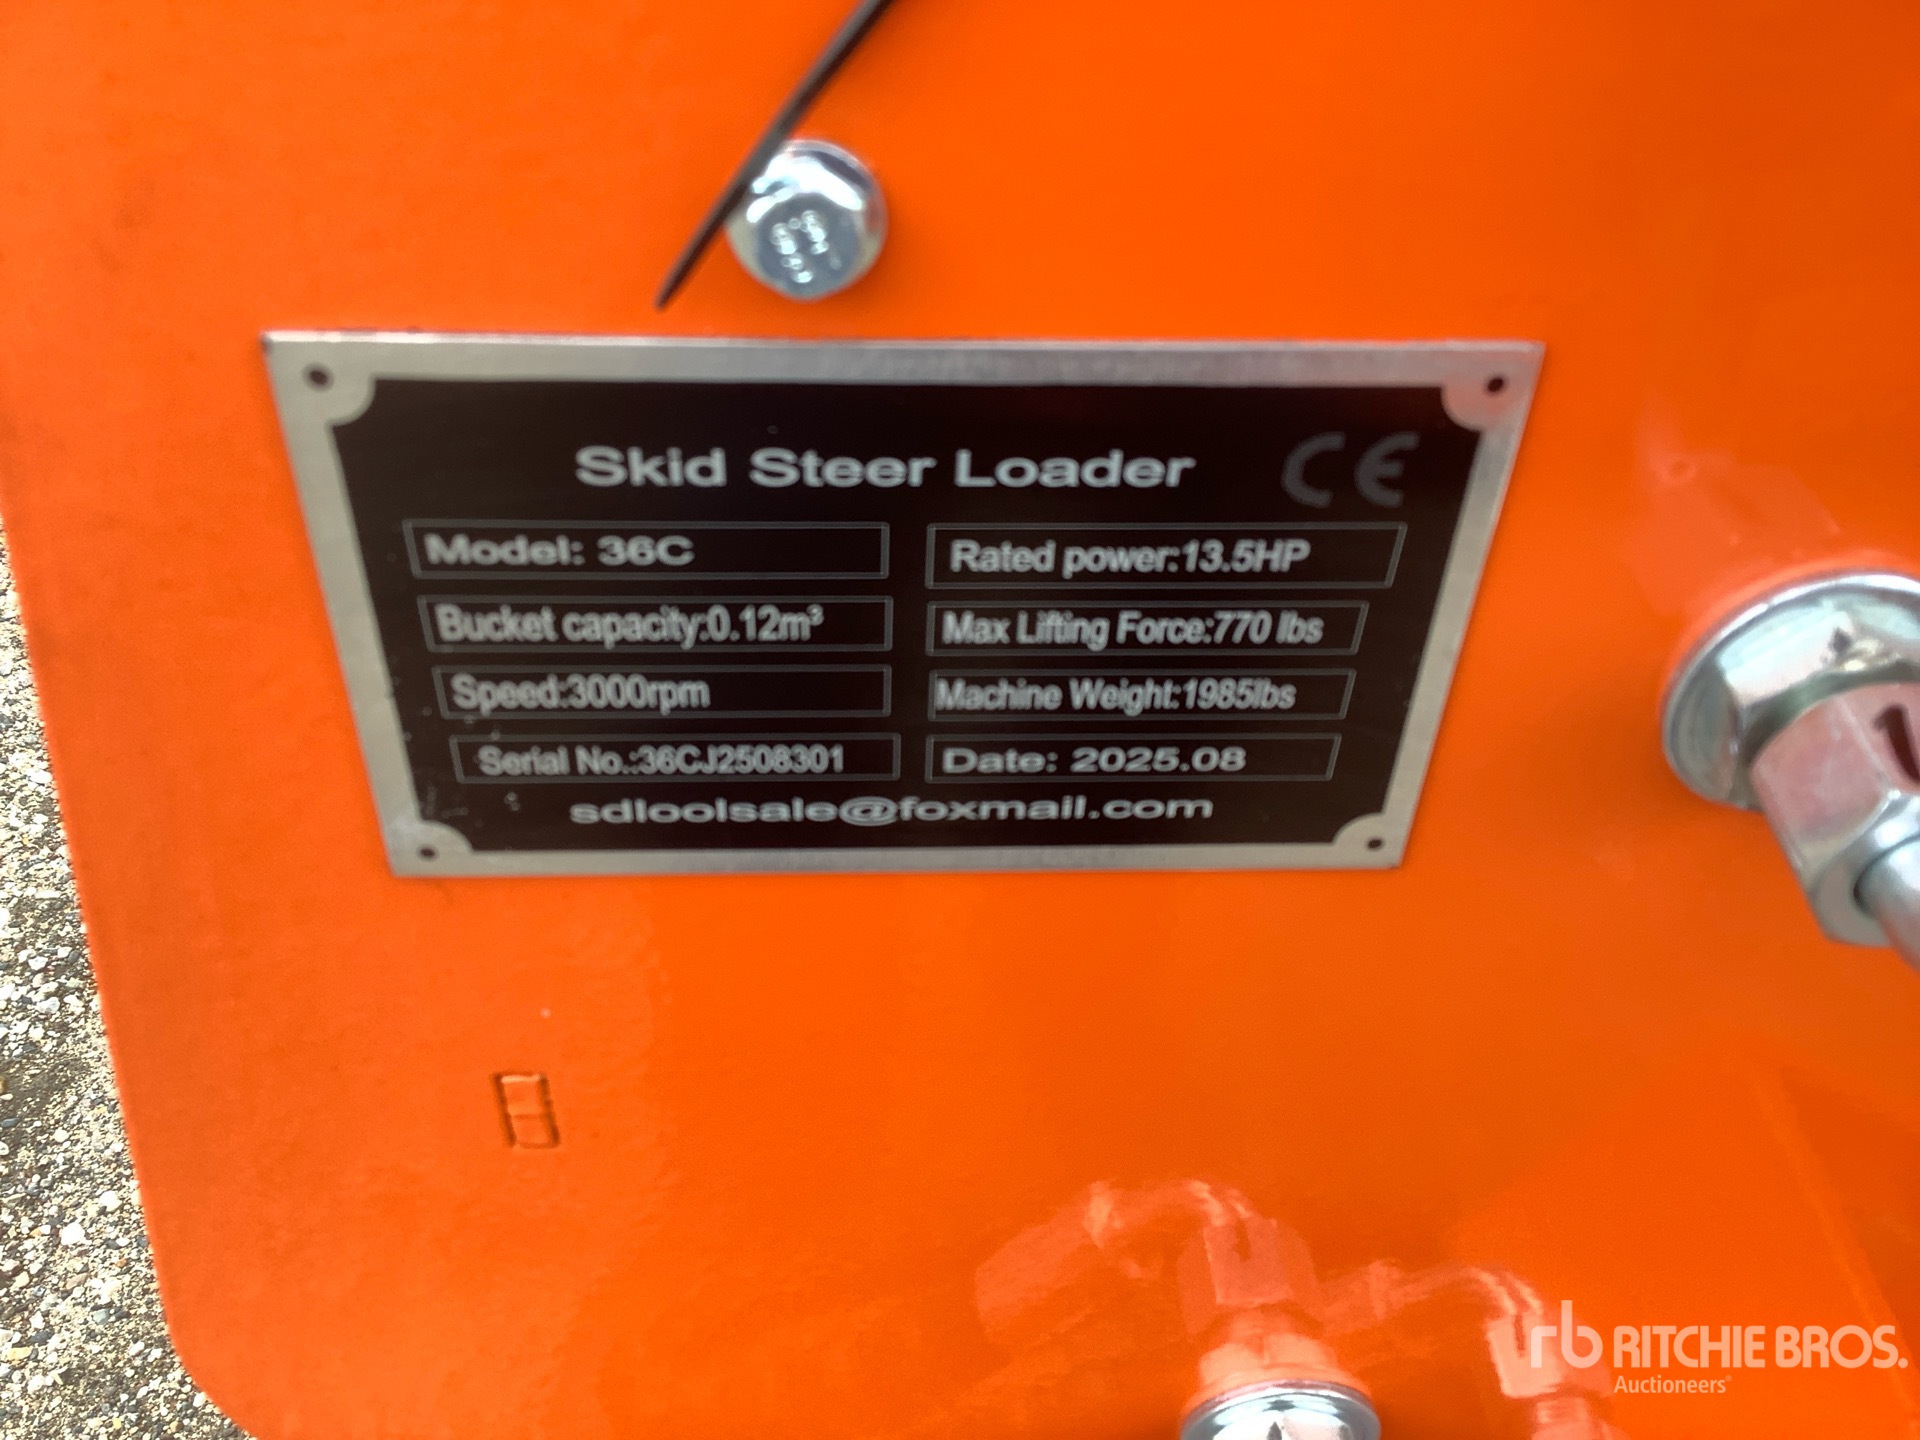 Skid Steer Loader CE
Model: 36C
Rated power:13.5HP
Bucket capacity:0.12m³
Max Lifting Force:770 lbs
Speed:3000rpm
Machine Weight:1985lbs
Serial No.:36CJ2508301
Date: 2025.08
sdloolsale@foxmail.com
rb RITCHIE BROS.
Auctioneers